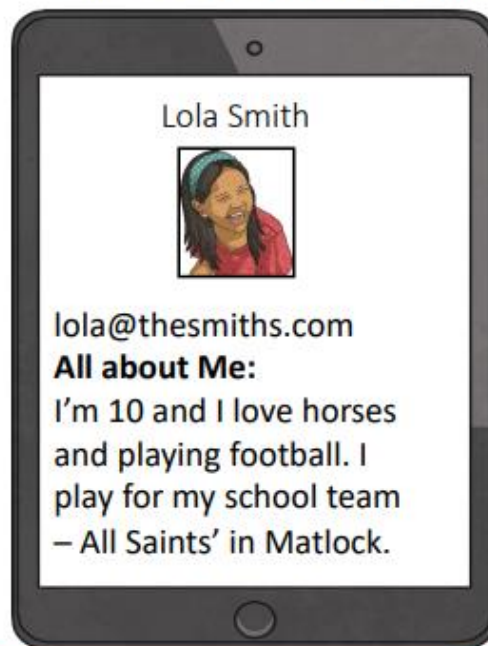 Lola Smith
lola@thesmiths.com
All about Me:
I’m 10 and I love horses
and playing football. I
play for my school team
– All Saints’ in Matlock.